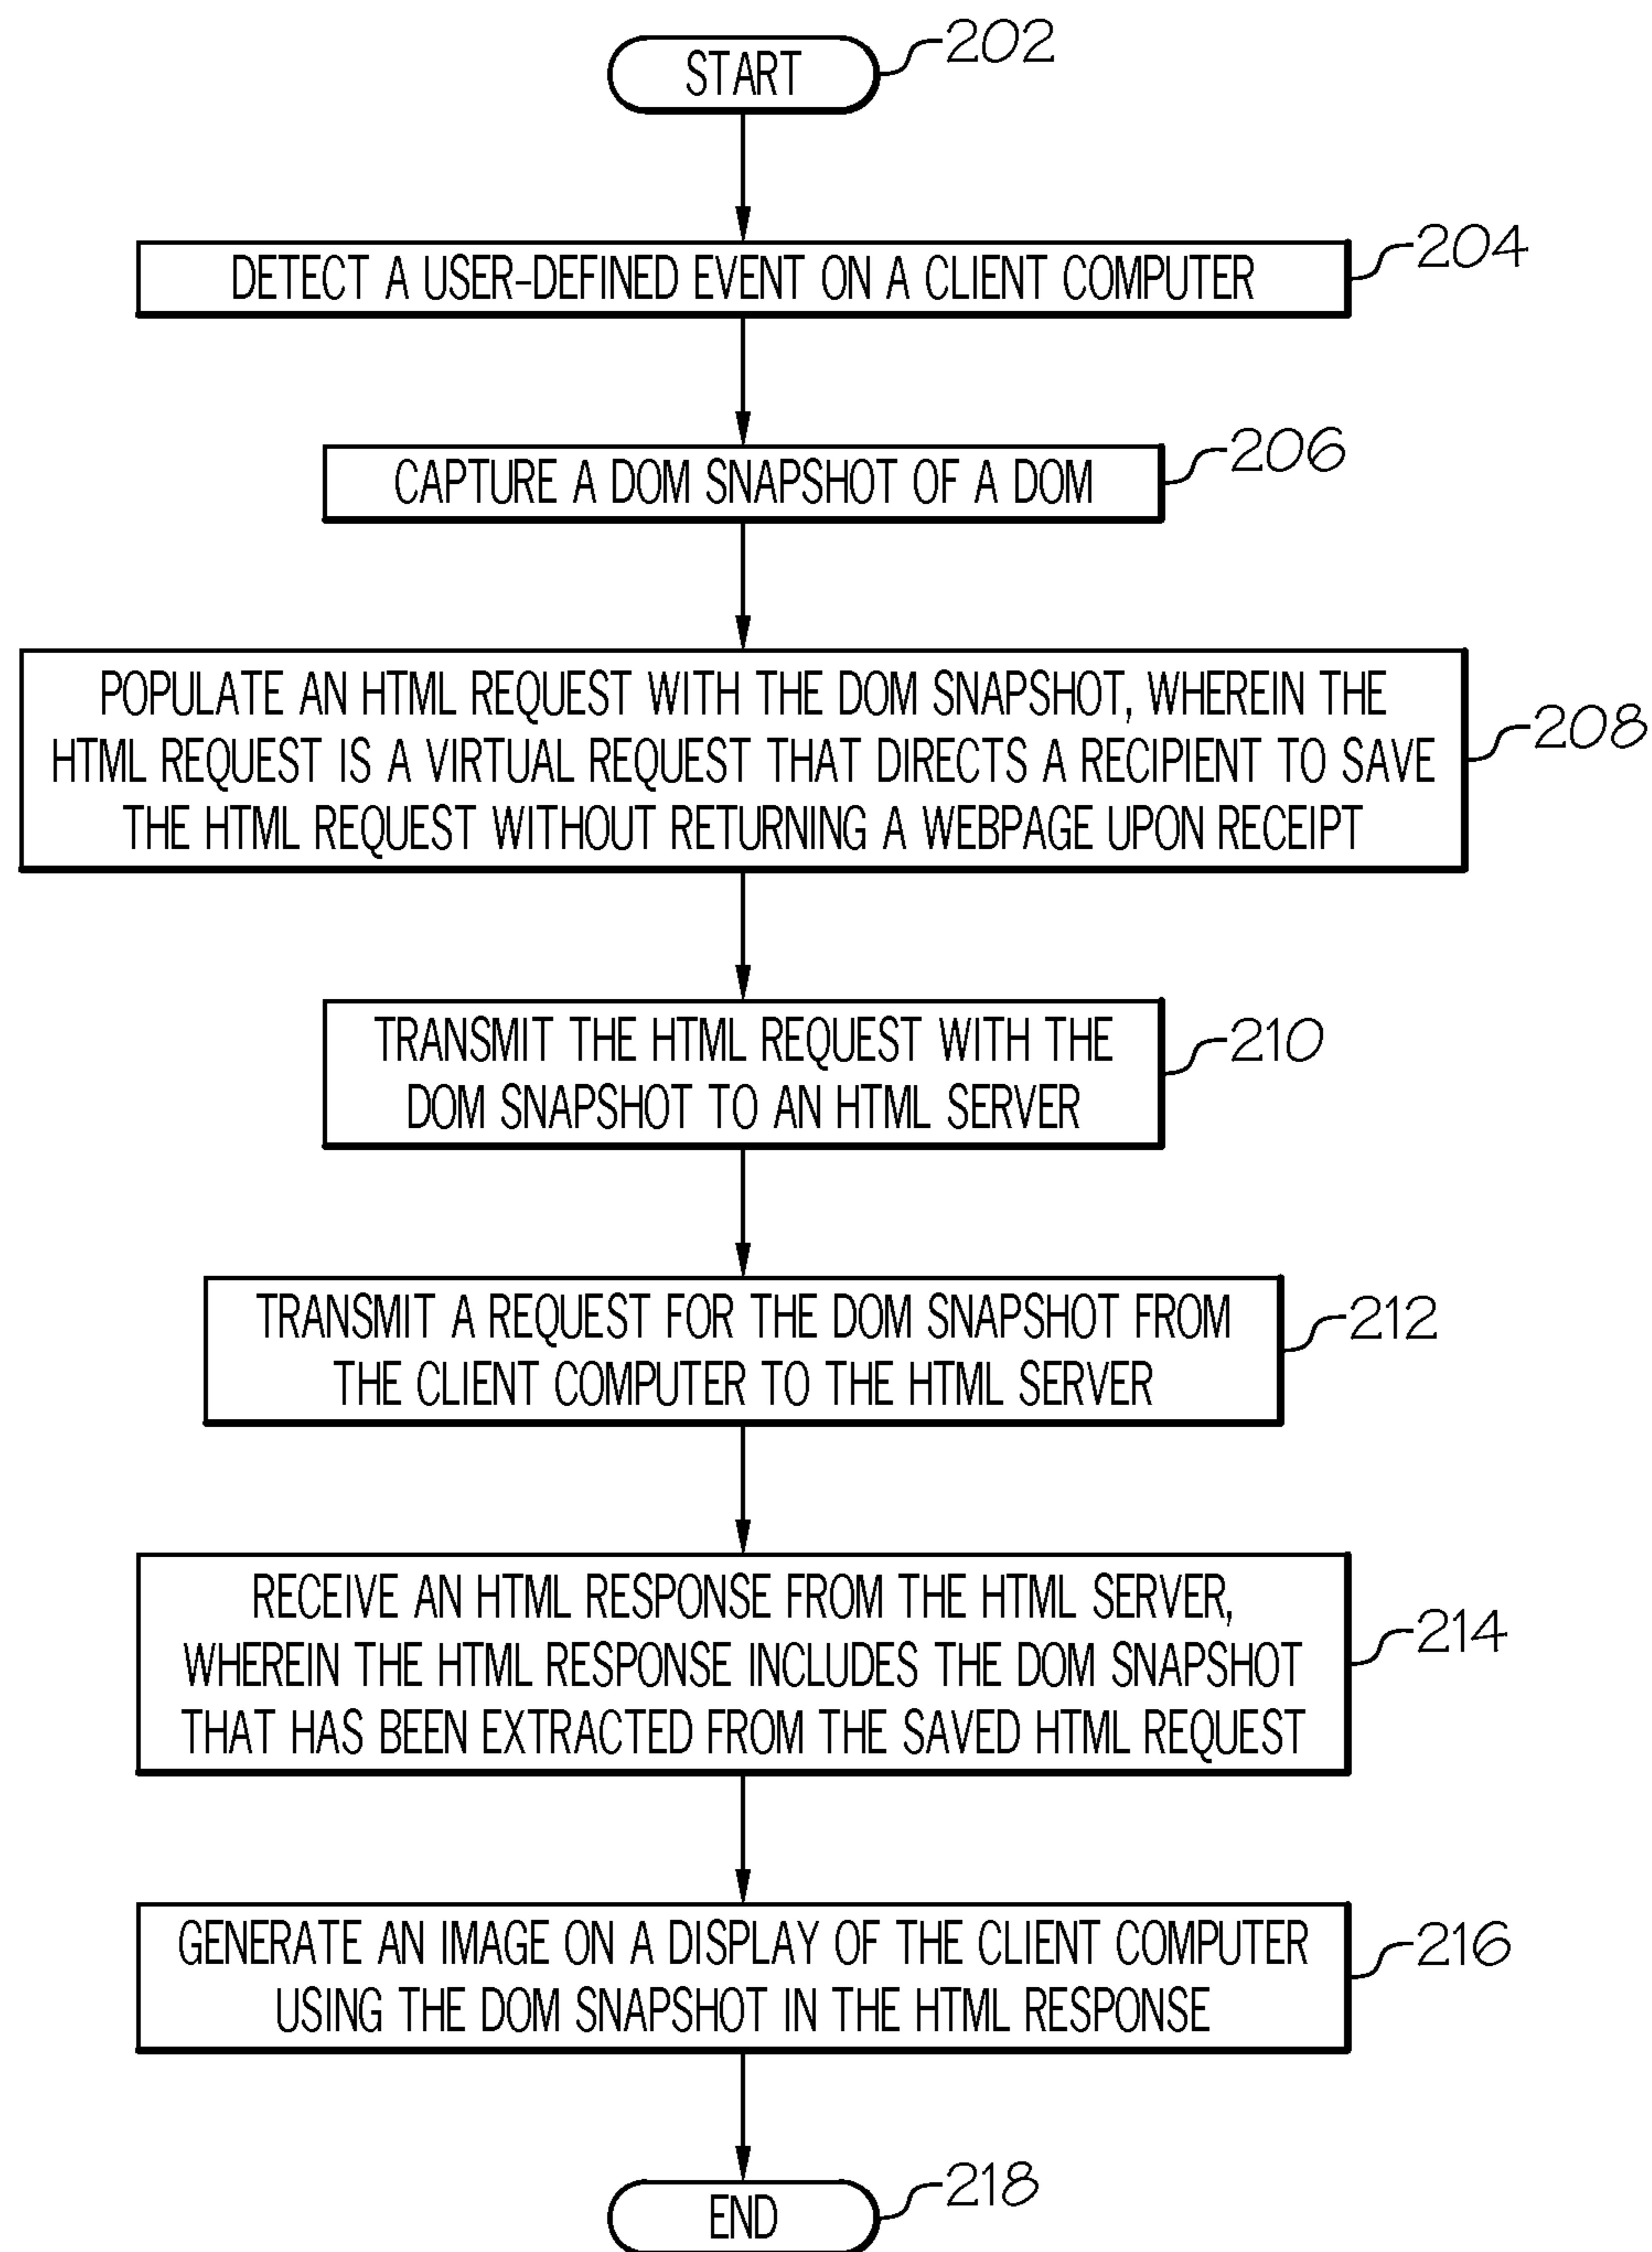 START
202
DETECT A USER-DEFINED EVENT ON A CLIENT COMPUTER
204
CAPTURE A DOM SNAPSHOT OF A DOM
206
POPULATE AN HTML REQUEST WITH THE DOM SNAPSHOT, WHEREIN THE
HTML REQUEST IS A VIRTUAL REQUEST THAT DIRECTS A RECIPIENT TO SAVE
THE HTML REQUEST WITHOUT RETURNING A WEBPAGE UPON RECEIPT
208
TRANSMIT THE HTML REQUEST WITH THE
DOM SNAPSHOT TO AN HTML SERVER
210
TRANSMIT A REQUEST FOR THE DOM SNAPSHOT FROM
THE CLIENT COMPUTER TO THE HTML SERVER
212
RECEIVE AN HTML RESPONSE FROM THE HTML SERVER,
WHEREIN THE HTML RESPONSE INCLUDES THE DOM SNAPSHOT
THAT HAS BEEN EXTRACTED FROM THE SAVED HTML REQUEST
214
GENERATE AN IMAGE ON A DISPLAY OF THE CLIENT COMPUTER
USING THE DOM SNAPSHOT IN THE HTML RESPONSE
216
END
218